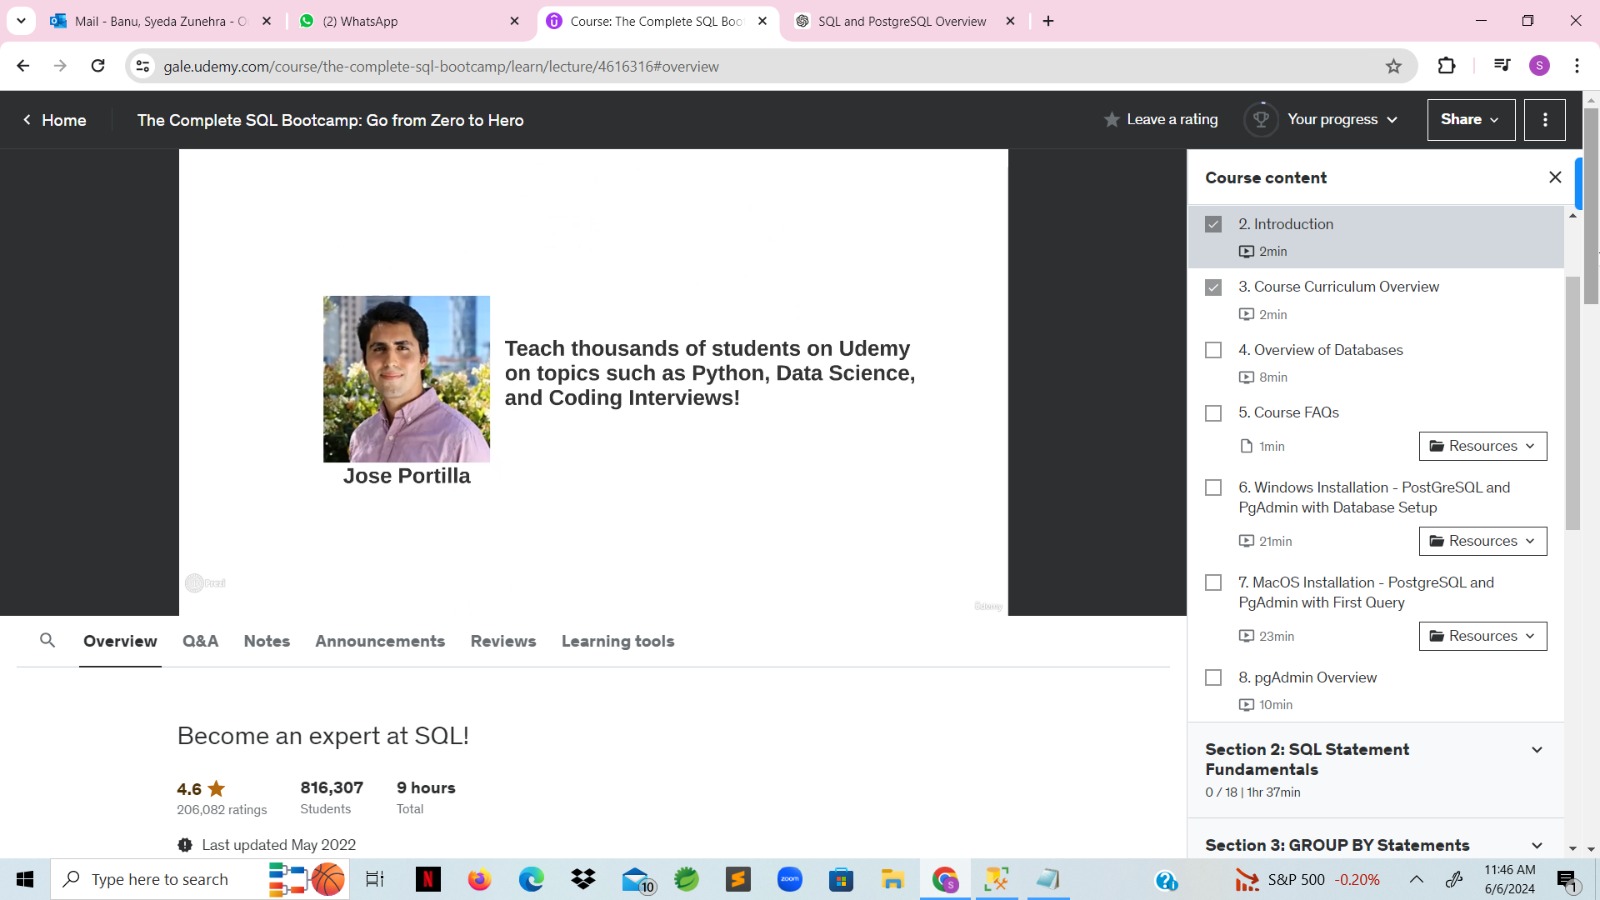 Mail - Banu, Syeda Zunehra - O
(2) WhatsApp
Course: The Complete SQL Boo
SQL and PostgreSQL Overview
gale.udemy.com/course/the-complete-sql-bootcamp/learn/lecture/4616316#overview
S
Home
The Complete SQL Bootcamp: Go from Zero to Hero
Leave a rating
Your progress
Share
Teach thousands of students on Udemy
on topics such as Python, Data Science,
and Coding Interviews!
Jose Portilla
Udemy
Course content
2. Introduction
2min
3. Course Curriculum Overview
2min
4. Overview of Databases
8min
5. Course FAQs
1min
Resources
6. Windows Installation - PostGreSQL and
PgAdmin with Database Setup
21min
Resources
7. MacOS Installation - PostgreSQL and
PgAdmin with First Query
23min
Resources
8. pgAdmin Overview
10min
Section 2: SQL Statement
Fundamentals
0 / 18 | 1hr 37min
Section 3: GROUP BY Statements
Overview
Q&A
Notes
Announcements
Reviews
Learning tools
Become an expert at SQL!
4.6
816,307
9 hours
206,082 ratings
Students
Total
Last updated May 2022
Type here to search
N
10
S
zoom
S
S&P 500 -0.20%
11:46 AM
6/6/2024
1